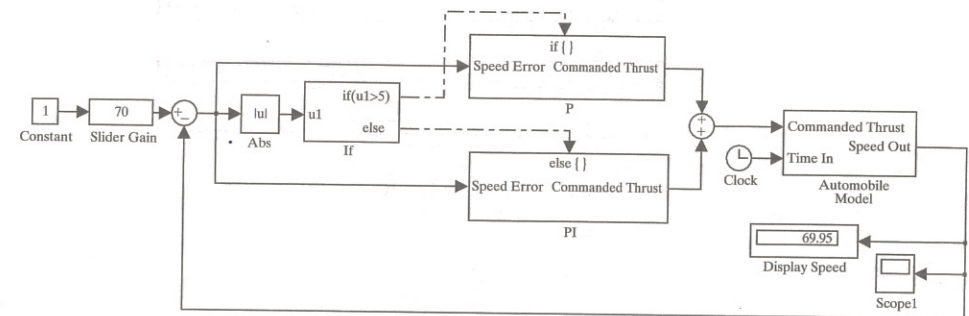 if { }
Speed Error Commanded Thrust
P
1
Constant
70
Slider Gain
+
−
|u|
Abs
u1
if(u1>5)
else
If
else { }
Speed Error Commanded Thrust
PI
+
+
Clock
Commanded Thrust
Speed Out
Time In
Automobile
Model
69.95
Display Speed
Scope1